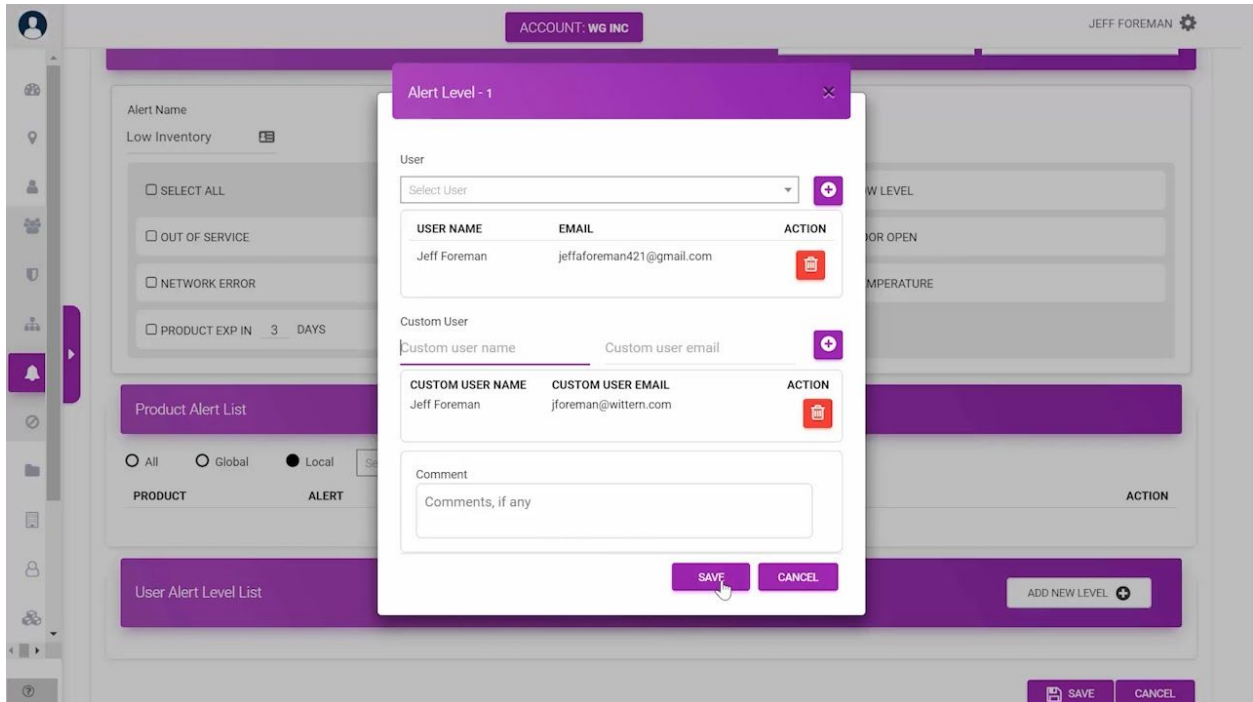 ACCOUNT: WG INC
JEFF FOREMAN
Alert Name
Low Inventory
SELECT ALL
OUT OF SERVICE
NETWORK ERROR
PRODUCT EXP IN 3 DAYS
W LEVEL
OR OPEN
MPERATURE
Alert Level - 1
User
Select User
USER NAME EMAIL ACTION
Jeff Foreman jeffaforeman421@gmail.com
Custom User
Custom user name Custom user email
CUSTOM USER NAME CUSTOM USER EMAIL ACTION
Jeff Foreman jforeman@wittern.com
Comment
Comments, if any
SAVE CANCEL
Product Alert List
All Global Local Se
PRODUCT ALERT ACTION
User Alert Level List
ADD NEW LEVEL
SAVE CANCEL